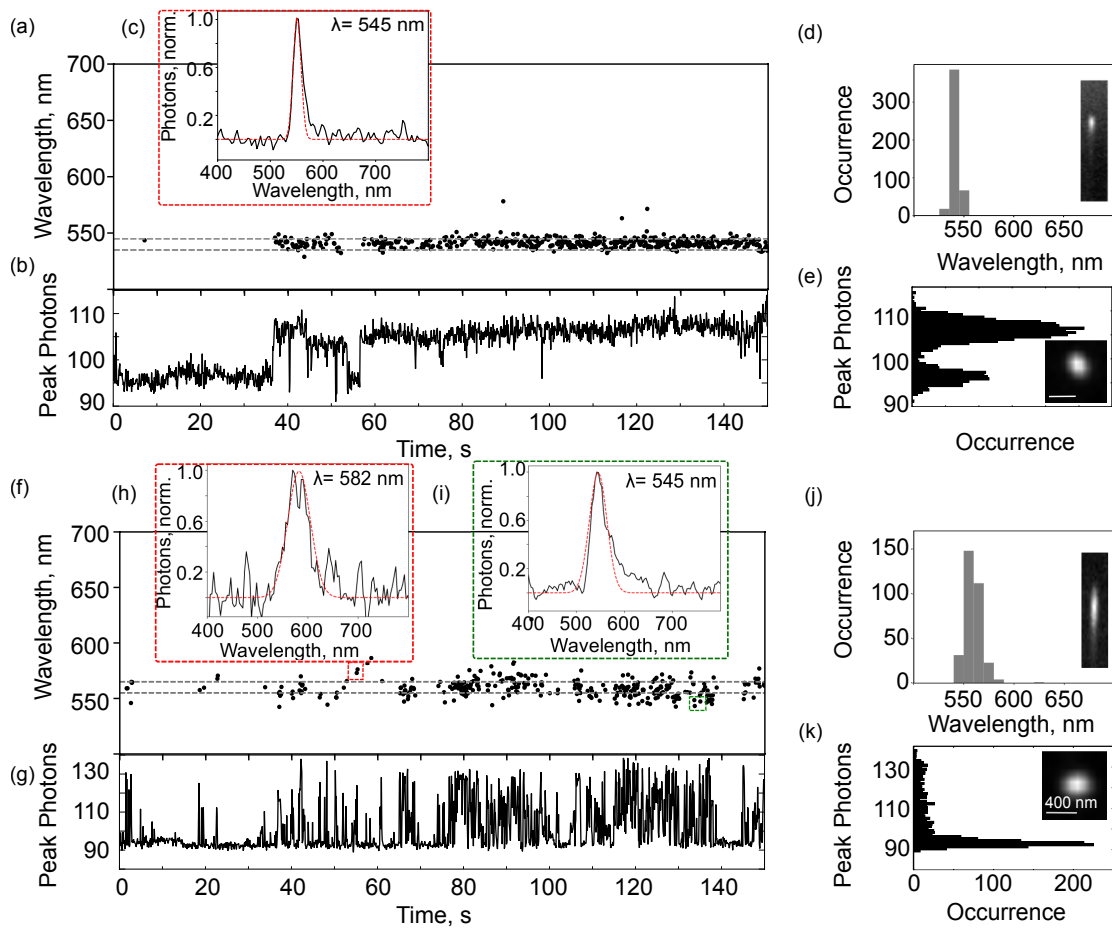 (a)
(c)
(d)
λ= 545 nm
Photons, norm.
1.0
0.6
0.2
400 500 600 700
Wavelength, nm
Wavelength, nm
700
650
600
550
Occurrence
300
200
100
0
550 600 650
Wavelength, nm
(b)
(e)
Peak Photons
110
100
90
0 20 40 60 80 100 120 140
Time, s
Peak Photons
110
100
90
Occurrence
(f)
(h)
(i)
(j)
λ= 582 nm
Photons, norm.
1.0
0.6
0.2
400 500 600 700
Wavelength, nm
λ= 545 nm
Photons, norm.
1.0
0.6
0.2
400 500 600 700
Wavelength, nm
Wavelength, nm
700
650
600
550
Occurrence
150
100
50
0
550 600 650
Wavelength, nm
(g)
(k)
Peak Photons
130
110
90
0 20 40 60 80 100 120 140
Time, s
Peak Photons
130
110
90
400 nm
0 100 200
Occurrence